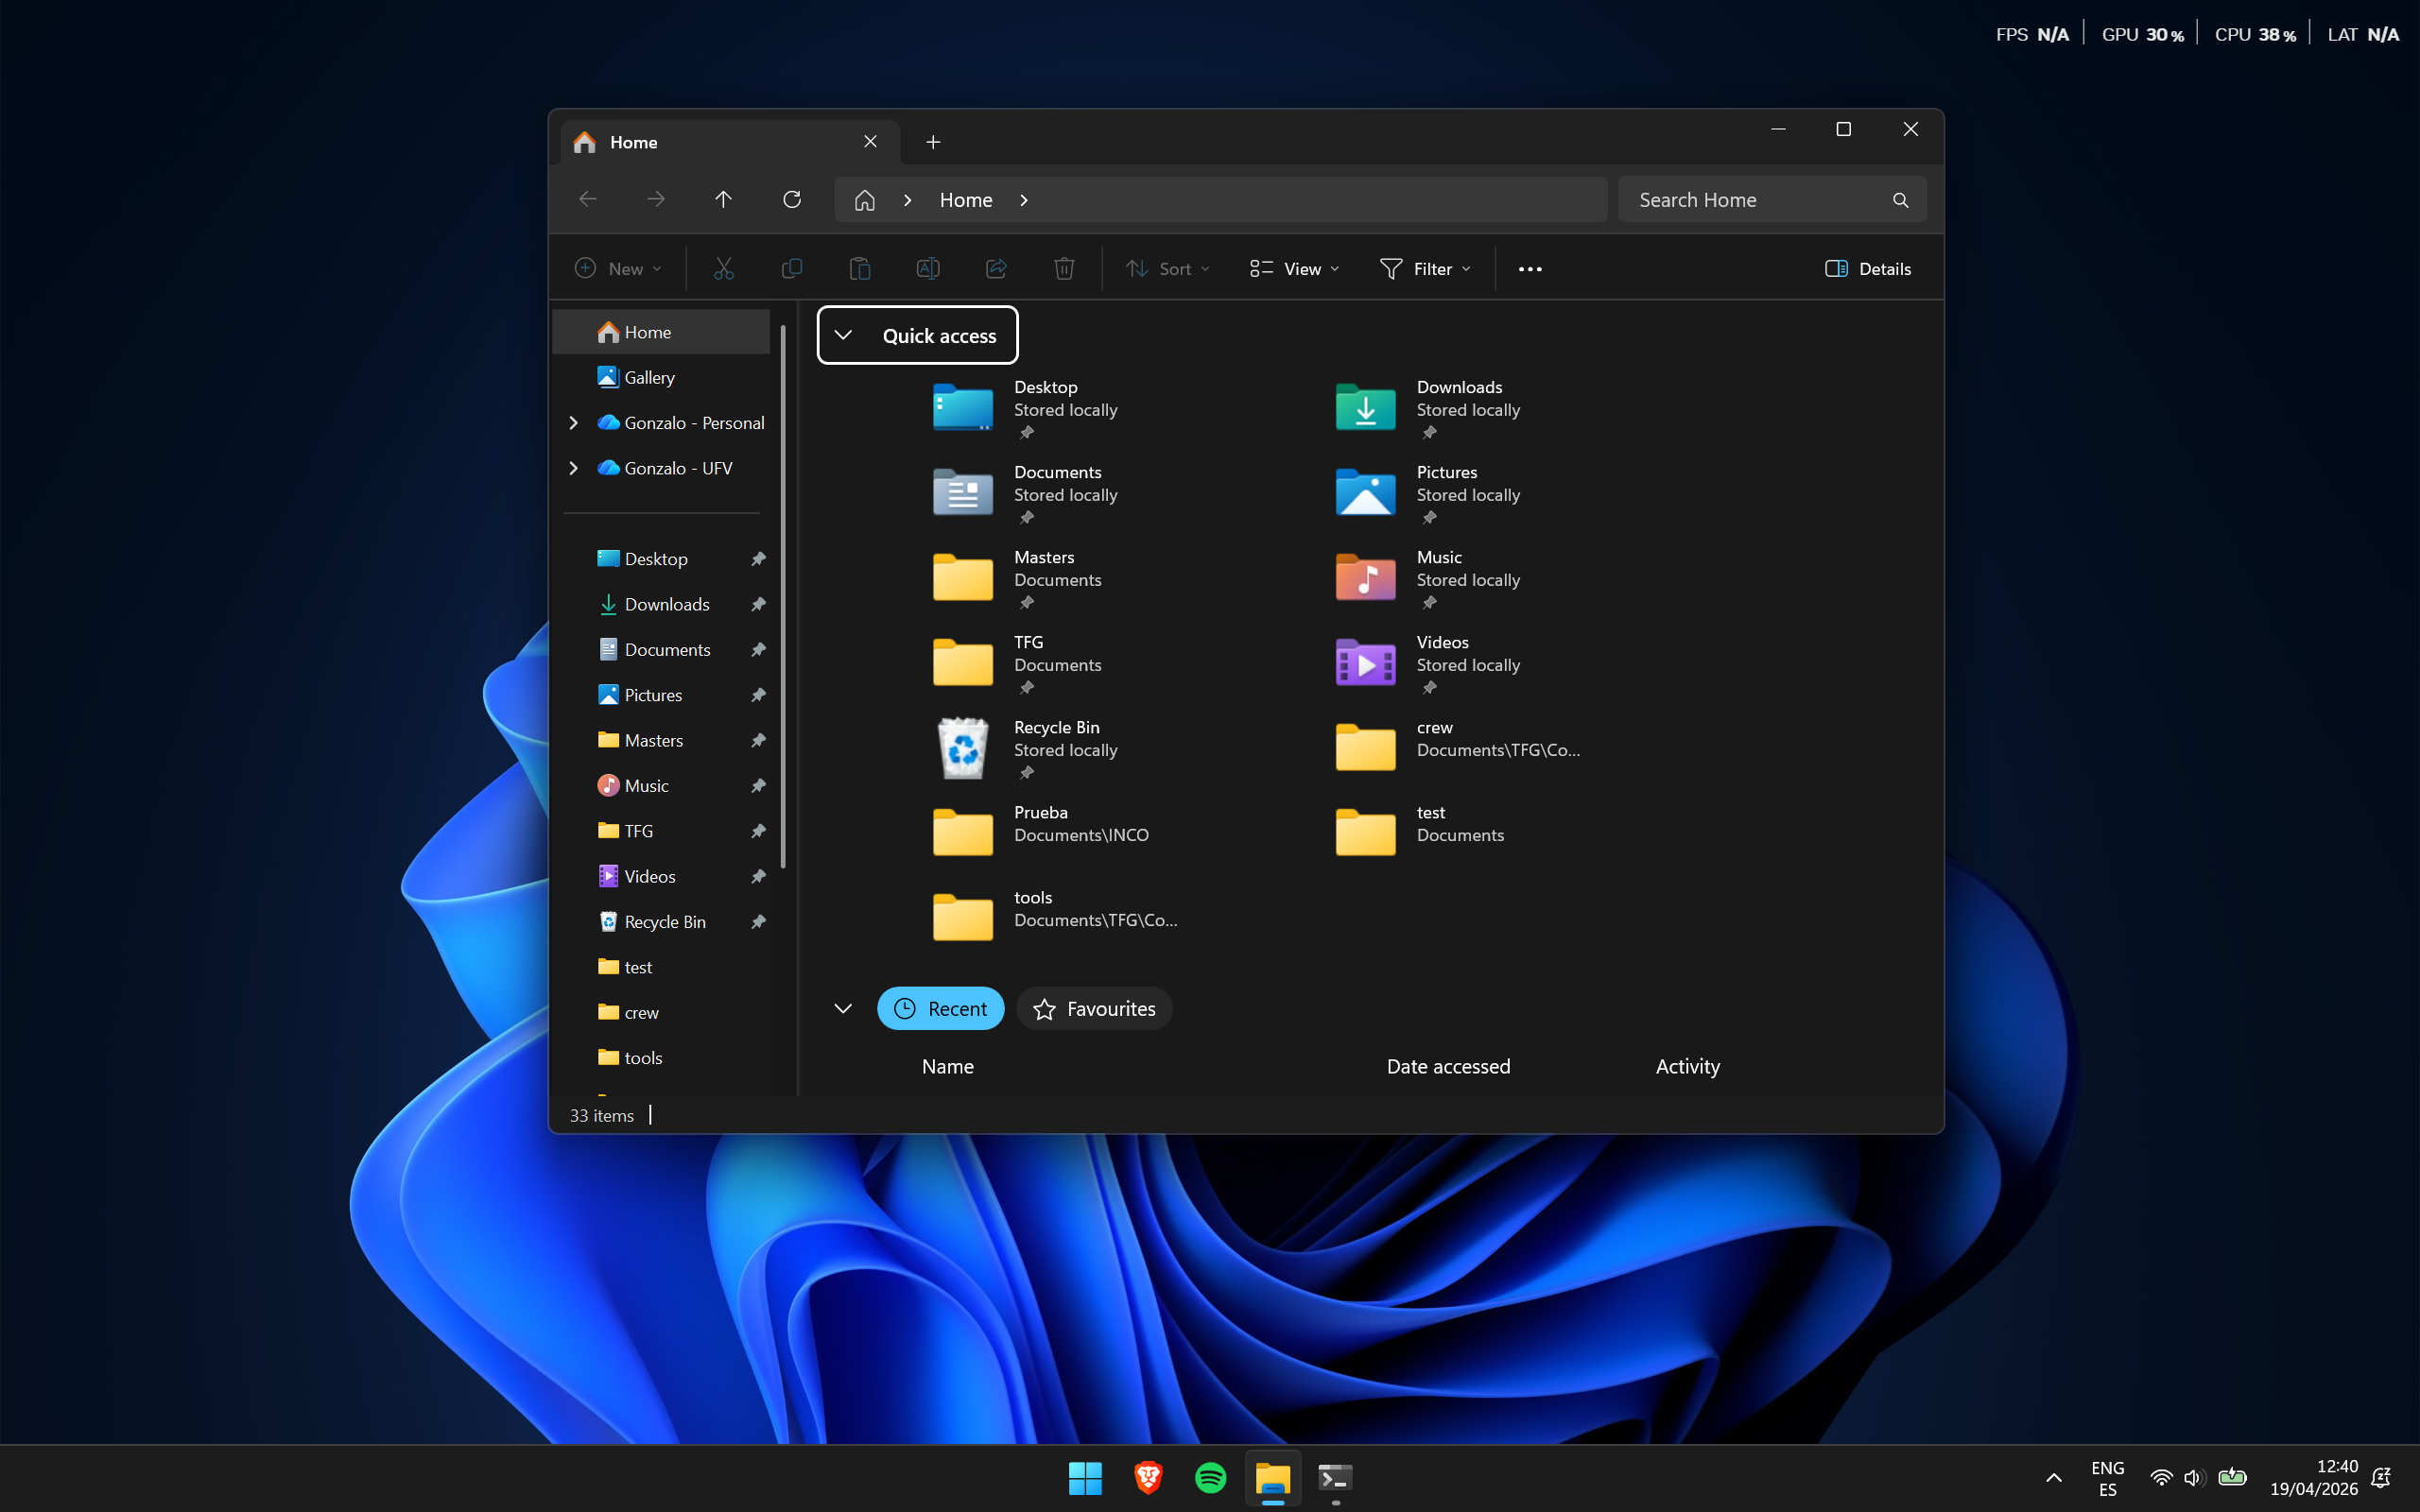 FPS N/A GPU 30 % CPU 38 % LAT N/A
Home
Home
Search Home
New
Sort
View
Filter
Details
Home
Gallery
Gonzalo - Personal
Gonzalo - UFV
Desktop
Downloads
Documents
Pictures
Masters
Music
TFG
Videos
Recycle Bin
test
crew
tools
Quick access
Desktop
Stored locally
Downloads
Stored locally
Documents
Stored locally
Pictures
Stored locally
Masters
Documents
Music
Stored locally
TFG
Documents
Videos
Stored locally
Recycle Bin
Stored locally
crew
Documents\TFG\Co...
Prueba
Documents\INCO
test
Documents
tools
Documents\TFG\Co...
Recent
Favourites
Name
Date accessed
Activity
33 items
ENG
ES
12:40
19/04/2026